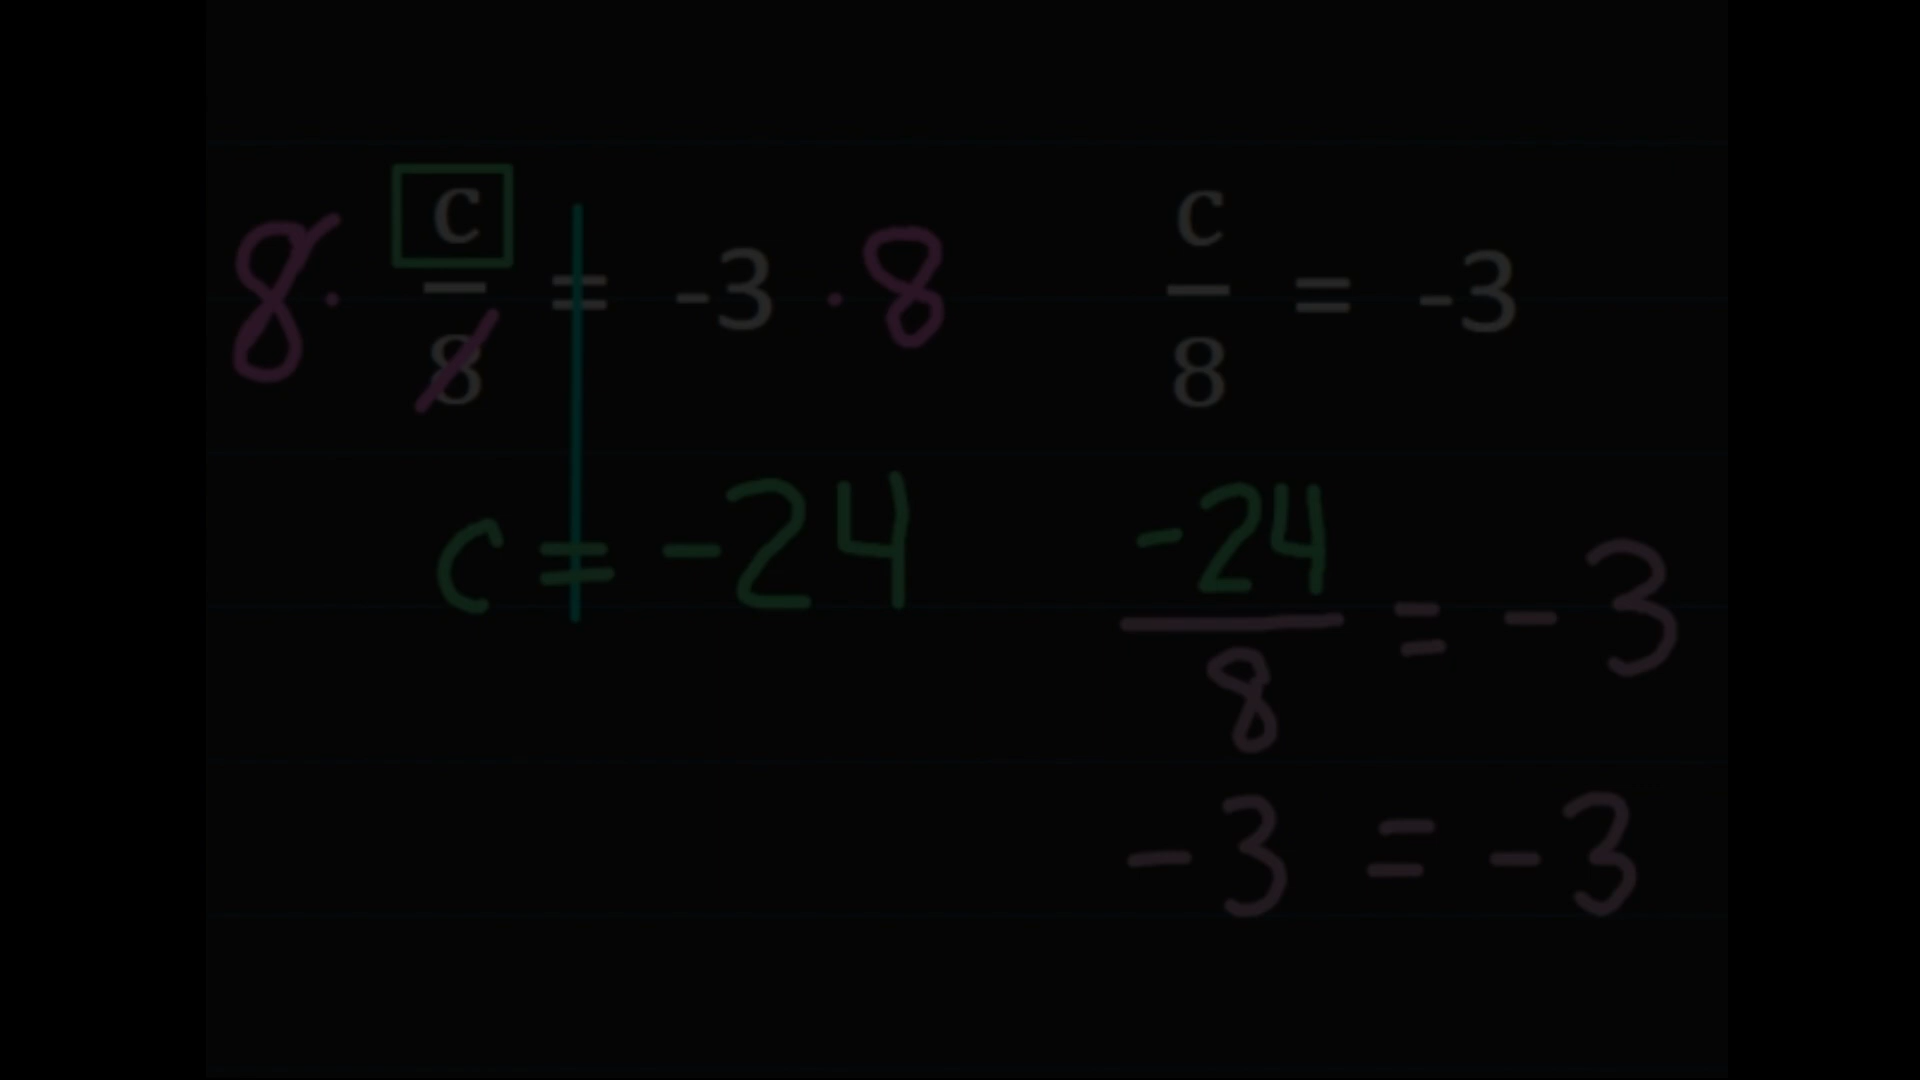 8 · c/8 = -3 · 8
c = -24
c/8 = -3
-24/8 = -3
-3 = -3